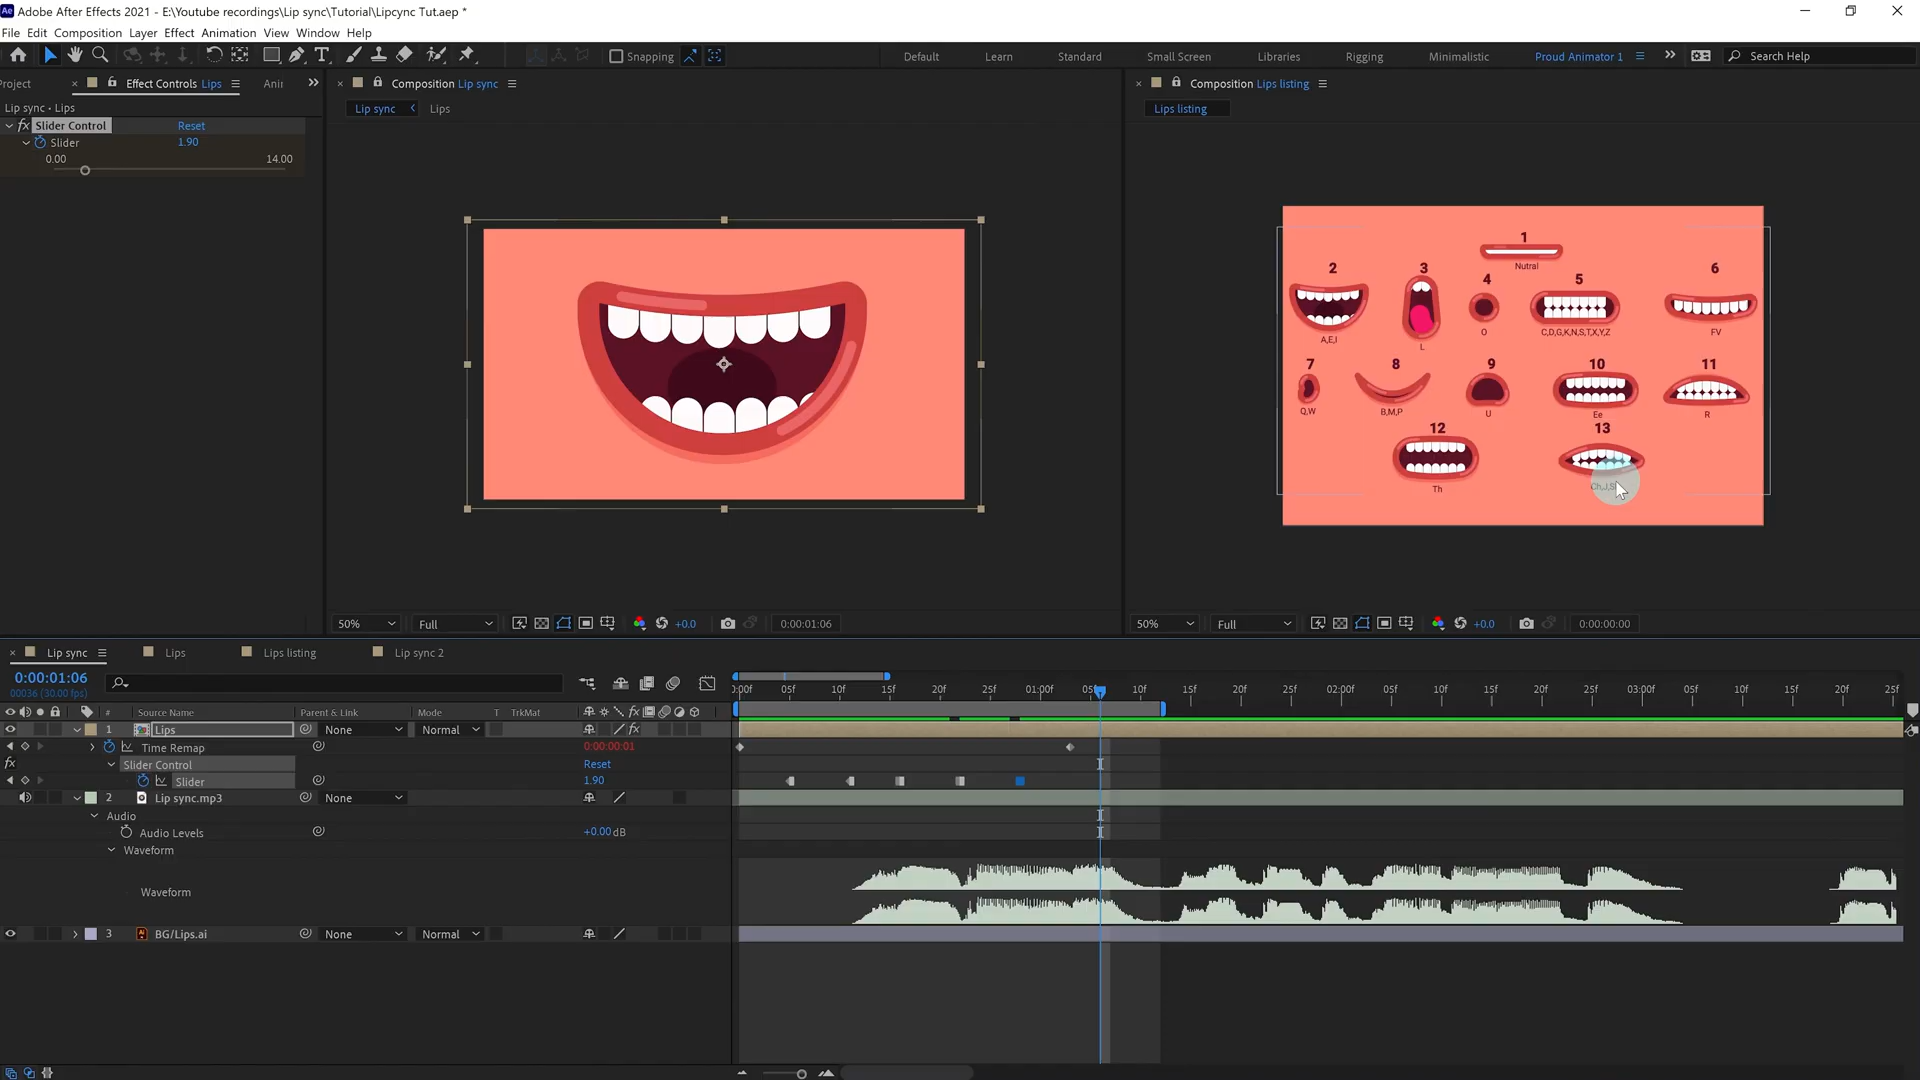 Adobe After Effects 2021 - E:\Youtube recordings\Lip sync\Tutorial\Lipcync Tut.aep *
File Edit Composition Layer Effect Animation View Window Help
Snapping
Default Learn Standard Small Screen Libraries Rigging Minimalistic Proud Animator 1 Search Help
Project Effect Controls Lips Ani
Composition Lip sync
Composition Lips listing
Lip sync • Lips
Lip sync Lips
Lips listing
fx Slider Control Reset
Slider 1.90
0.00 14.00
1
Nutral
2 3 4 5 6
A,E,I L O C,D,G,K,N,S,T,X,Y,Z FV
7 8 9 10 11
Q,W B,M,P U Ee R
12 13
Th
50% Full +0.0 0:00:01:06
50% Full +0.0 0:00:00:00
Lip sync Lips Lips listing Lip sync 2
0:00:01:06
00036 (30.00 fps)
:00f 05f 10f 15f 20f 25f 01:00f 05f 10f 15f 20f 25f 02:00f 05f 10f 15f 20f 25f 03:00f 05f 10f 15f 20f 25f
# Source Name Parent & Link Mode T TrkMat
1 Lips None Normal
Time Remap 0:00:00:01
Slider Control Reset
Slider 1.90
2 Lip sync.mp3 None
Audio
Audio Levels +0.00 dB
Waveform
Waveform
3 BG/Lips.ai None Normal